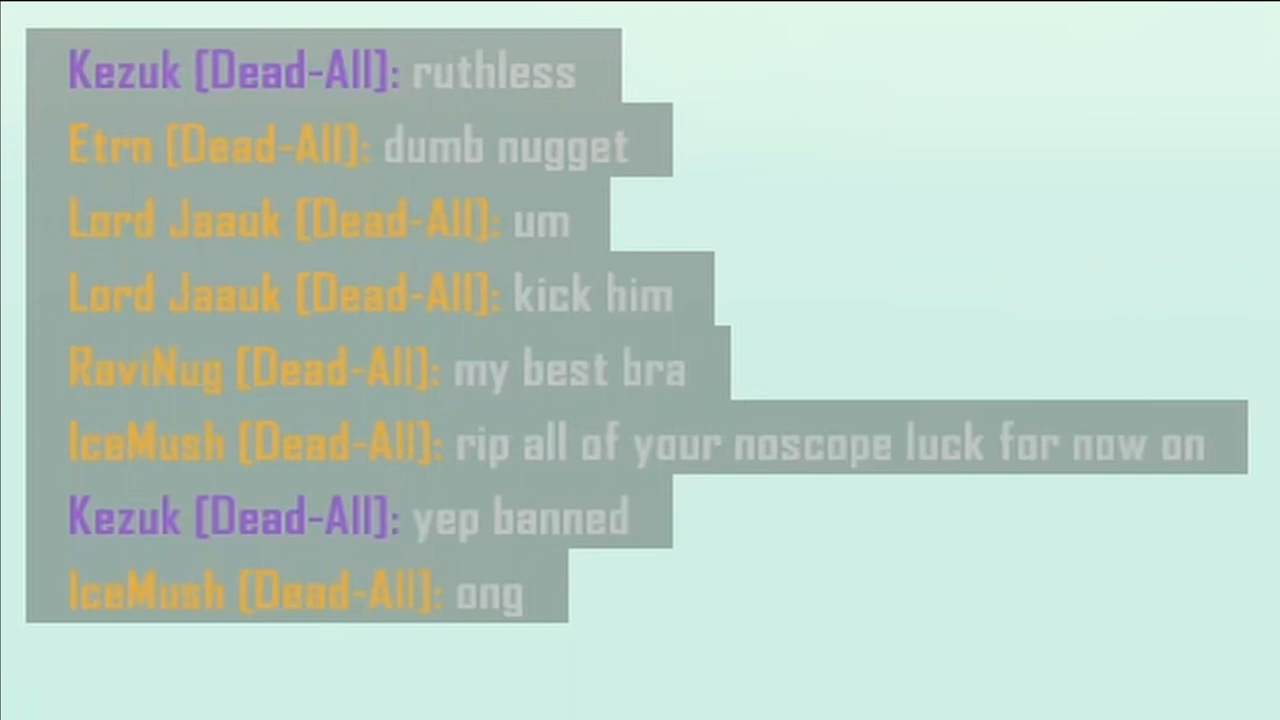 Kezuk [Dead-All]: ruthless
Etrn [Dead-All]: dumb nugget
Lord Jaauk [Dead-All]: um
Lord Jaauk [Dead-All]: kick him
RaviNug [Dead-All]: my best bra
IceMush [Dead-All]: rip all of your noscope luck for now on
Kezuk [Dead-All]: yep banned
IceMush [Dead-All]: ong